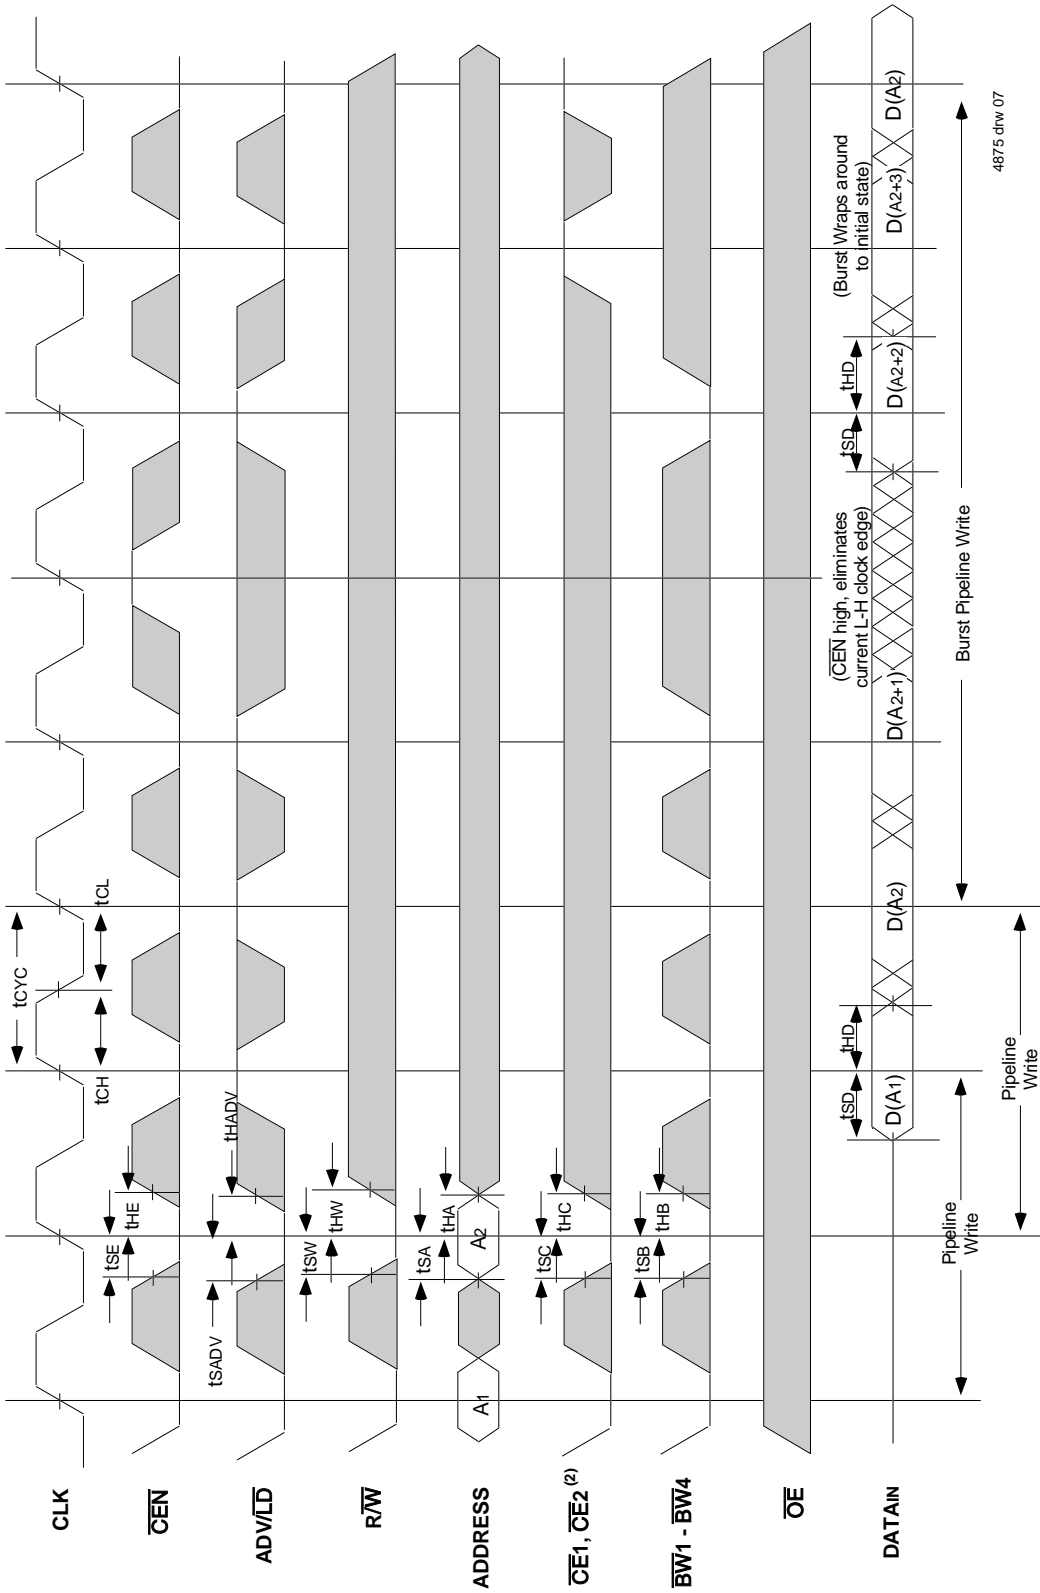 tCYC
tCH
tCL
CLK
tSE
tHE
CEN
tSADV
tHADV
ADV/LD
tSW
tHW
R/W
tSA
tHA
A1
A2
ADDRESS
tSC
tHC
CE1, CE2 (2)
tSB
tHB
BW1 - BW4
OE
(CEN high, eliminates
current L-H clock edge)
(Burst Wraps around
to initial state)
tSD
tHD
tSD
tHD
D(A1)
D(A2)
D(A2+1)
D(A2+2)
D(A2+3)
D(A2)
DATAIN
Pipeline
Write
Burst Pipeline Write
Pipeline
Write
4875 drw 07